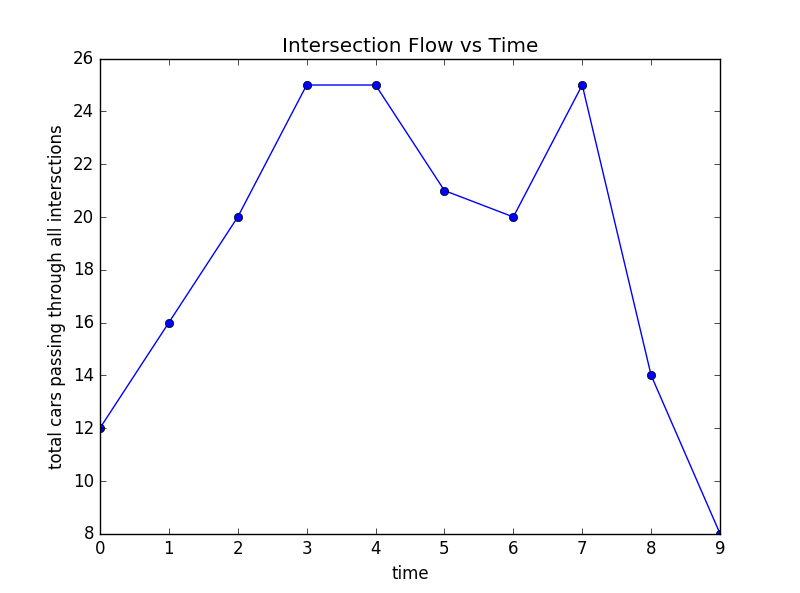 Intersection Flow vs Time
26
24
22
20
18
16
14
12
10
8
total cars passing through all intersctions
0 1 2 3 4 5 6 7 8 9
time